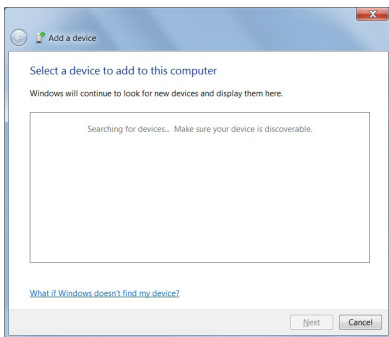 Add a device
Select a device to add to this computer
Windows will continue to look for new devices and display them here.
Searching for devices... Make sure your device is discoverable.
What if Windows doesn't find my device?
Next Cancel